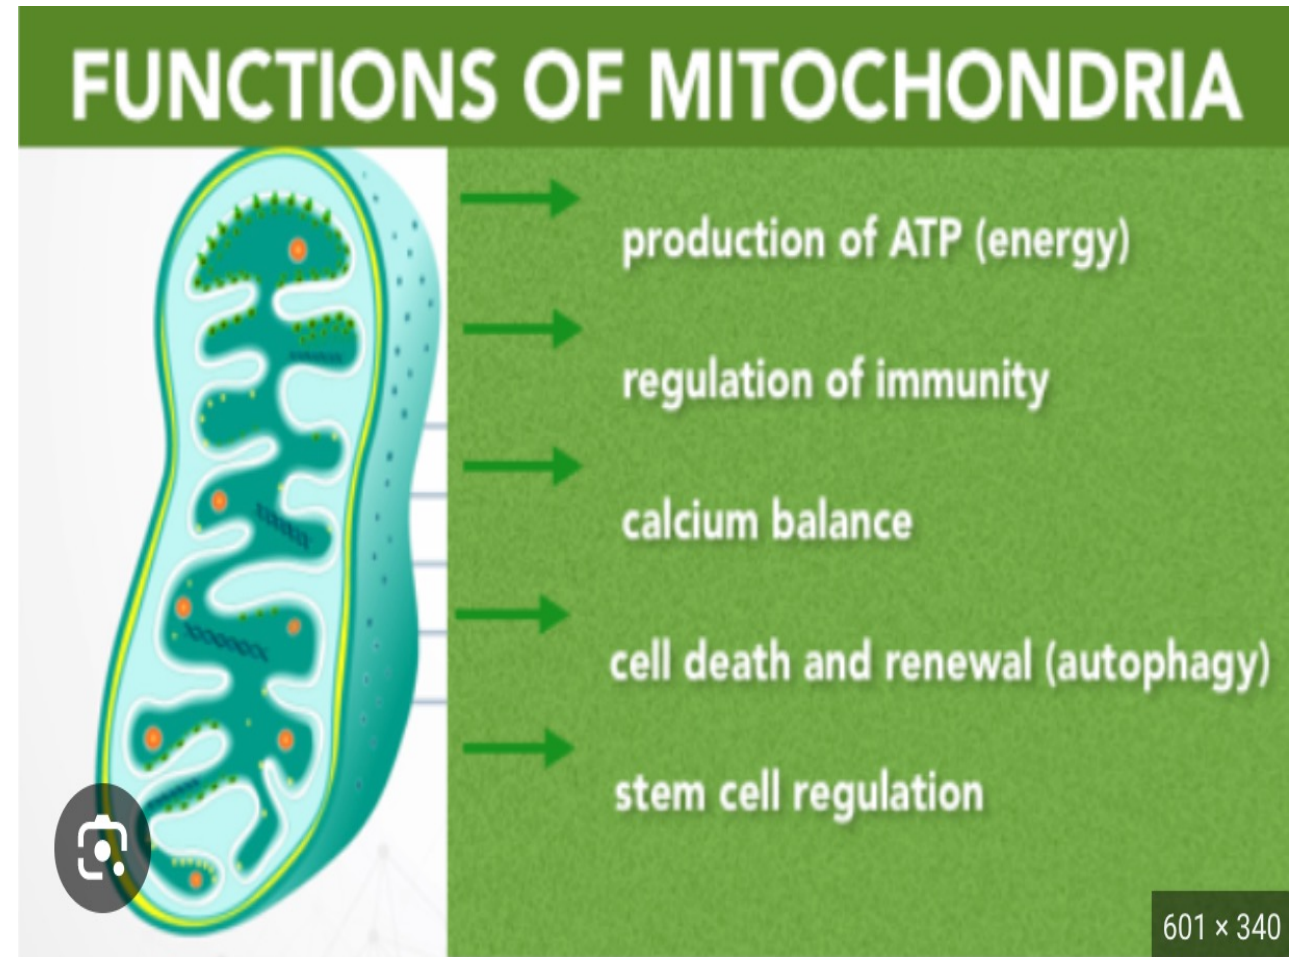 FUNCTIONS OF MITOCHONDRIA
production of ATP (energy)
regulation of immunity
calcium balance
cell death and renewal (autophagy)
stem cell regulation
601 × 340